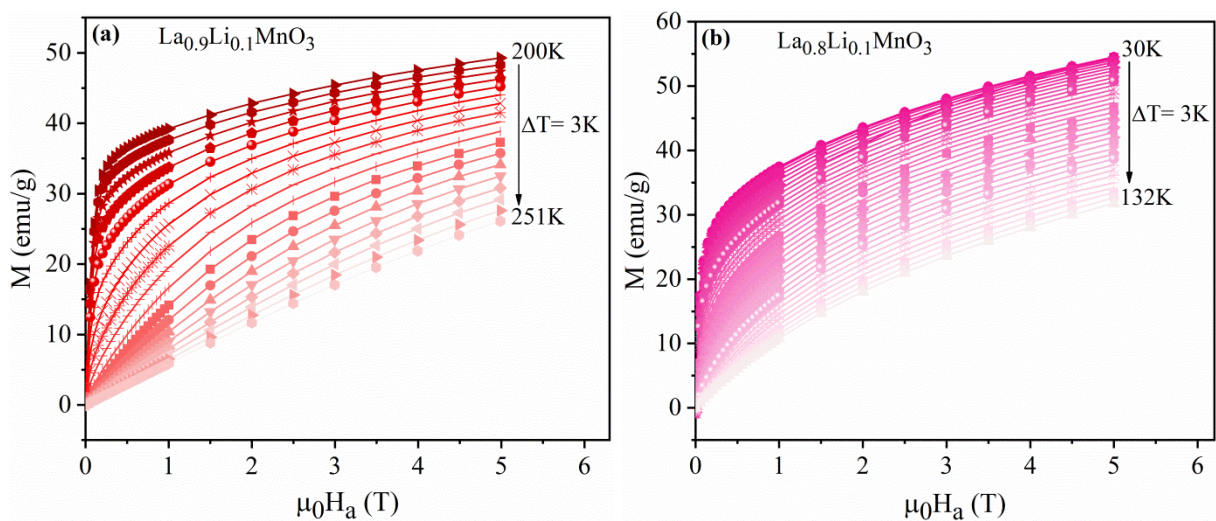 (a)
La0.9Li0.1MnO3
200K
ΔT= 3K
251K
50
40
30
20
10
0
M (emu/g)
0 1 2 3 4 5 6
μ0Ha (T)
(b)
La0.8Li0.1MnO3
30K
ΔT= 3K
132K
60
50
40
30
20
10
0
M (emu/g)
0 1 2 3 4 5 6
μ0Ha (T)